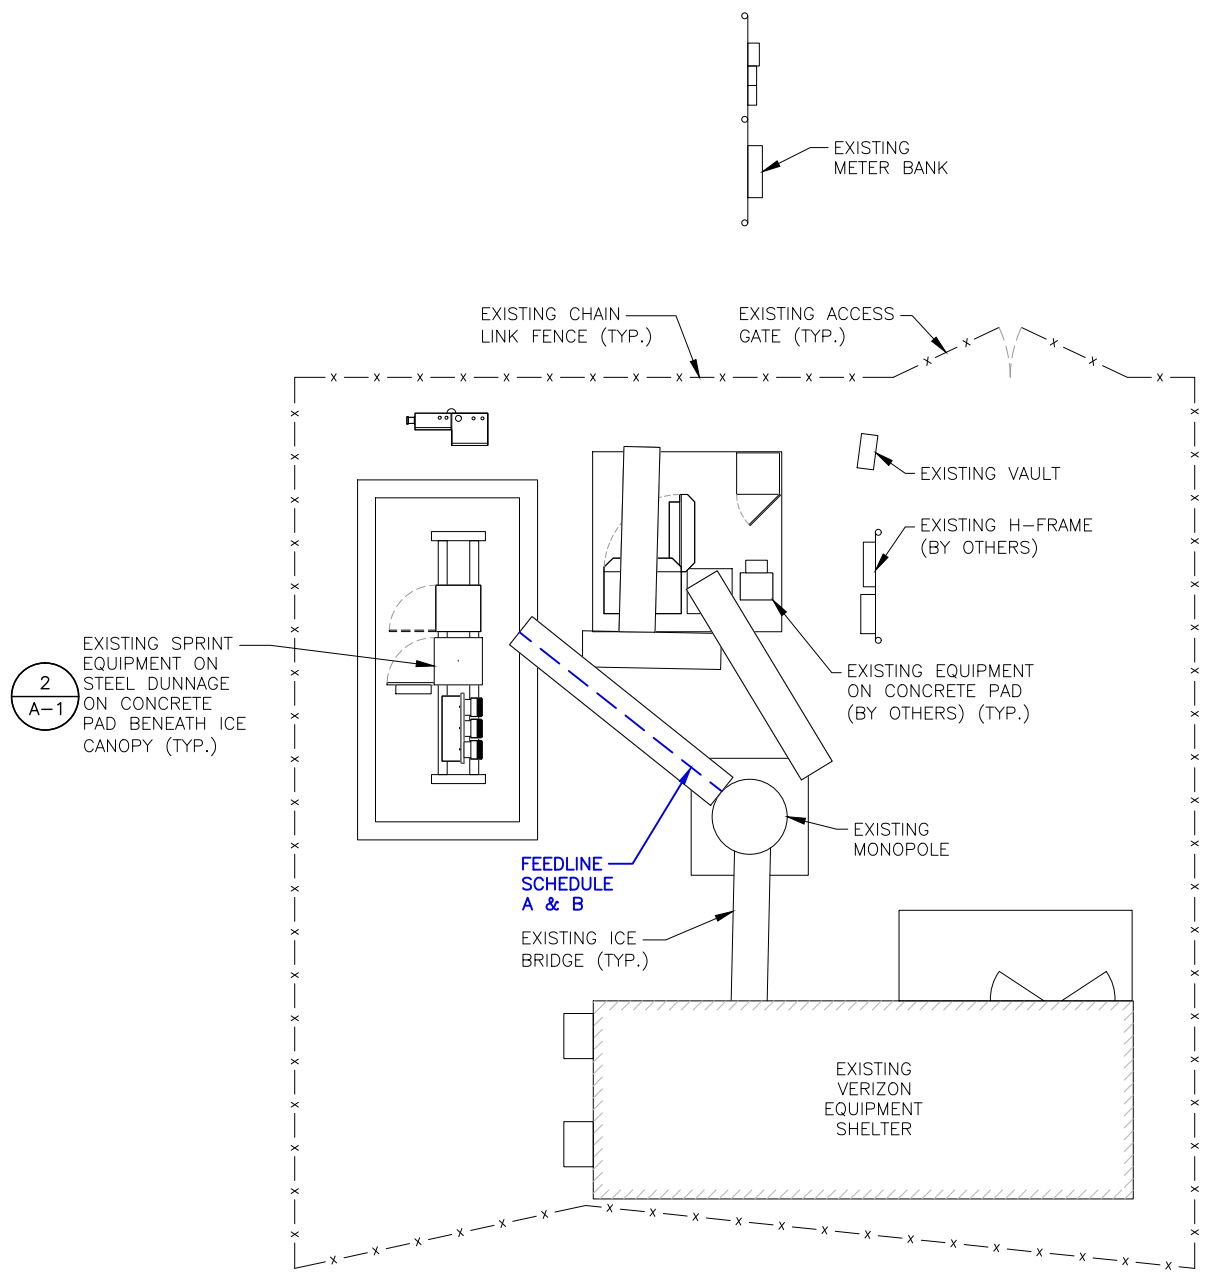 EXISTING
METER BANK
EXISTING CHAIN
LINK FENCE (TYP.)
EXISTING ACCESS
GATE (TYP.)
EXISTING VAULT
EXISTING H-FRAME
(BY OTHERS)
EXISTING SPRINT
EQUIPMENT ON
STEEL DUNNAGE
ON CONCRETE
PAD BENEATH ICE
CANOPY (TYP.)
2
A-1
EXISTING EQUIPMENT
ON CONCRETE PAD
(BY OTHERS) (TYP.)
EXISTING
MONOPOLE
FEEDLINE
SCHEDULE
A & B
EXISTING ICE
BRIDGE (TYP.)
EXISTING
VERIZON
EQUIPMENT
SHELTER